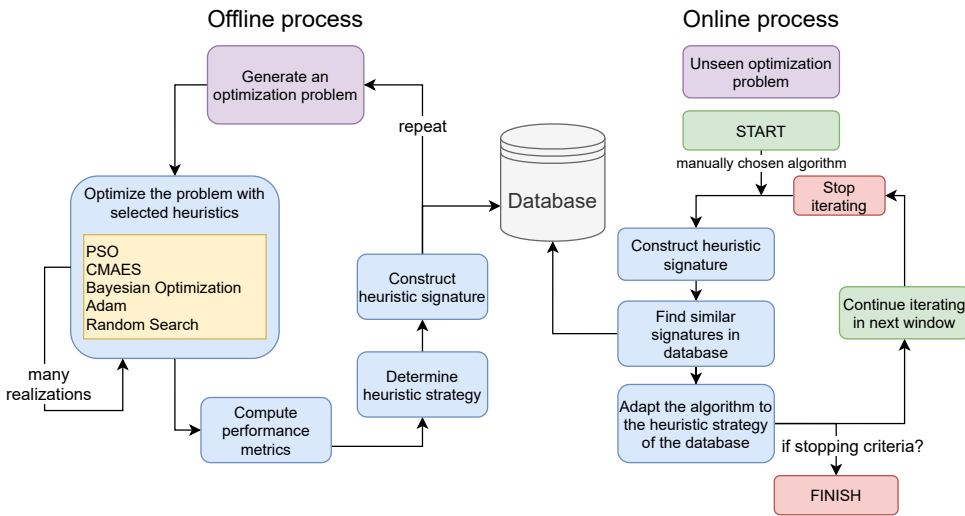 Offline process
Generate an
optimization problem
repeat
Optimize the problem with
selected heuristics
PSO
CMAES
Bayesian Optimization
Adam
Random Search
many
realizations
Compute
performance
metrics
Determine
heuristic strategy
Construct
heuristic signature
Database
Online process
Unseen optimization
problem
START
manually chosen algorithm
Stop
iterating
Construct heuristic
signature
Find similar
signatures in
database
Continue iterating
in next window
Adapt the algorithm to
the heuristic strategy
of the database
if stopping criteria?
FINISH